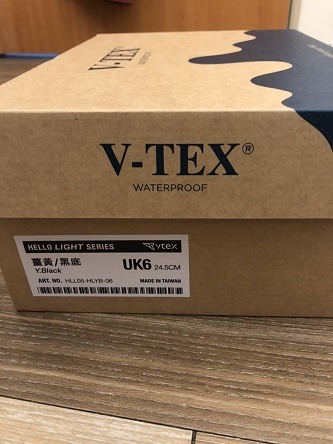 V-TEX
V-TEX®
WATERPROOF
HELLO LIGHT SERIES
vtex
薑黃/黑底
Y.Black
UK6 24.5CM
ART. NO. HLL05-HLYB-06
MADE IN TAIWAN